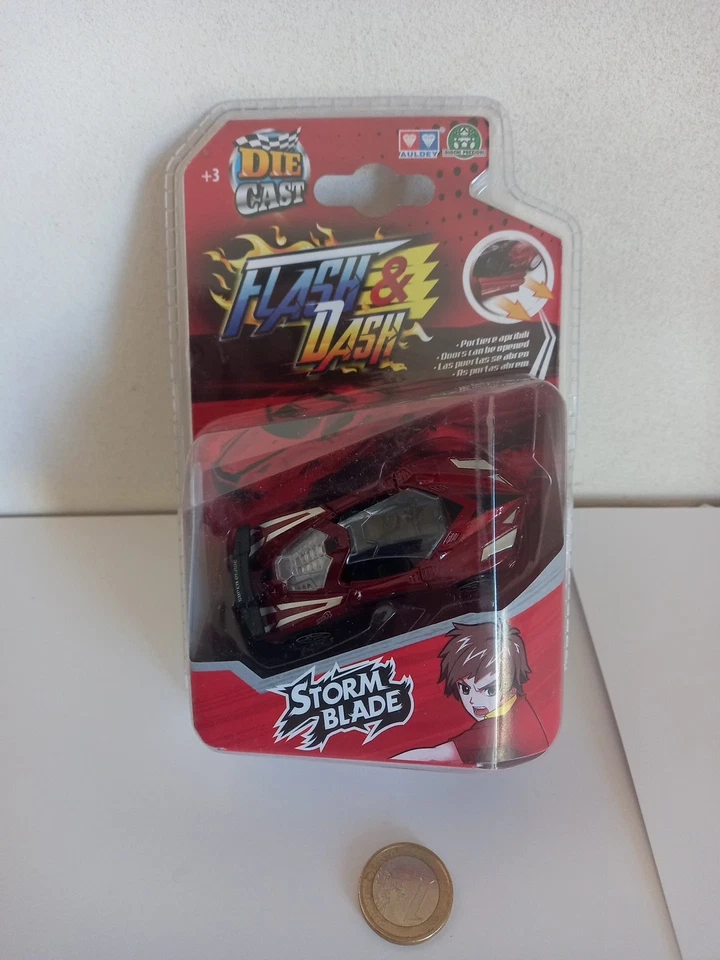 +3
DIE
CAST
AULDEY
FLASH &
DASH
• Portiere apribili
• Doors can be opened
• Las puertas se abren
• As portas abrem
STORM
BLADE
1